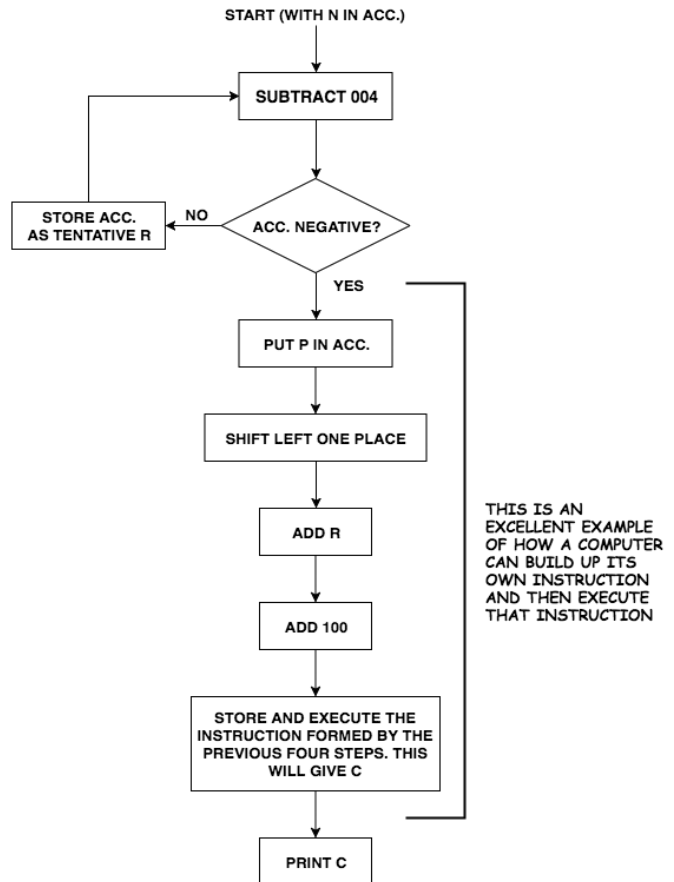 START (WITH N IN ACC.)
SUBTRACT 004
ACC. NEGATIVE?
NO
STORE ACC.
AS TENTATIVE R
YES
PUT P IN ACC.
SHIFT LEFT ONE PLACE
ADD R
ADD 100
STORE AND EXECUTE THE
INSTRUCTION FORMED BY THE
PREVIOUS FOUR STEPS. THIS
WILL GIVE C
PRINT C
THIS IS AN
EXCELLENT EXAMPLE
OF HOW A COMPUTER
CAN BUILD UP ITS
OWN INSTRUCTION
AND THEN EXECUTE
THAT INSTRUCTION